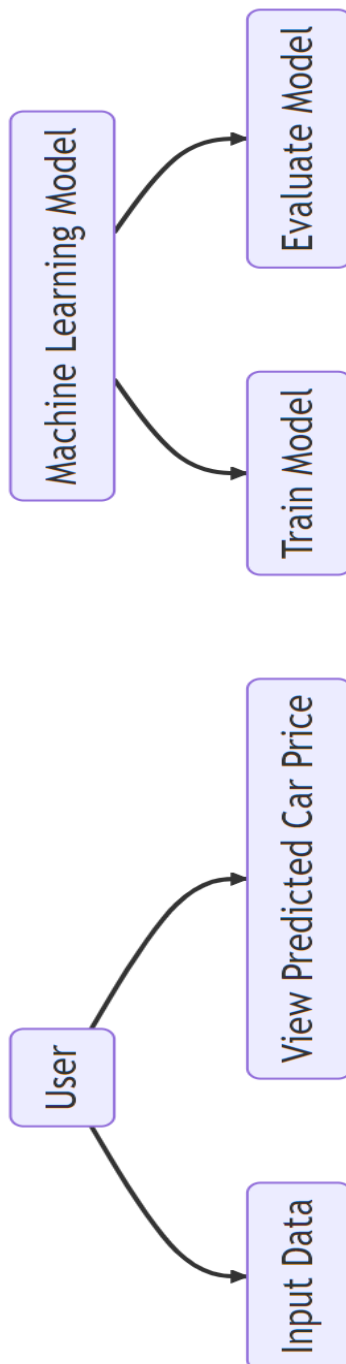 User
Machine Learning Model
Input Data
View Predicted Car Price
Train Model
Evaluate Model